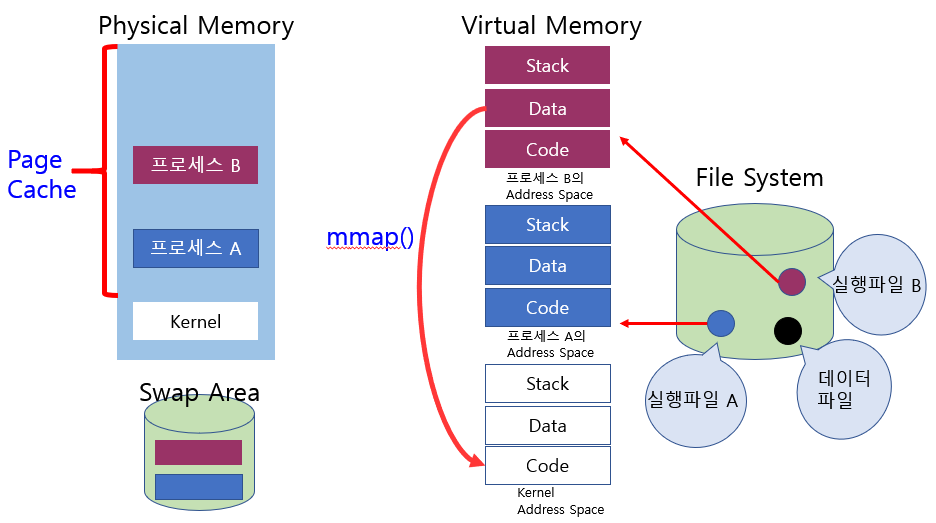 Physical Memory
Virtual Memory
Stack
Data
Code
프로세스 B의
Address Space
프로세스 B
Page
Cache
File System
Stack
mmap()
프로세스 A
Data
Code
실행파일 B
Kernel
프로세스 A의
Address Space
Stack
데이터
파일
실행파일 A
Swap Area
Data
Code
Kernel
Address Space